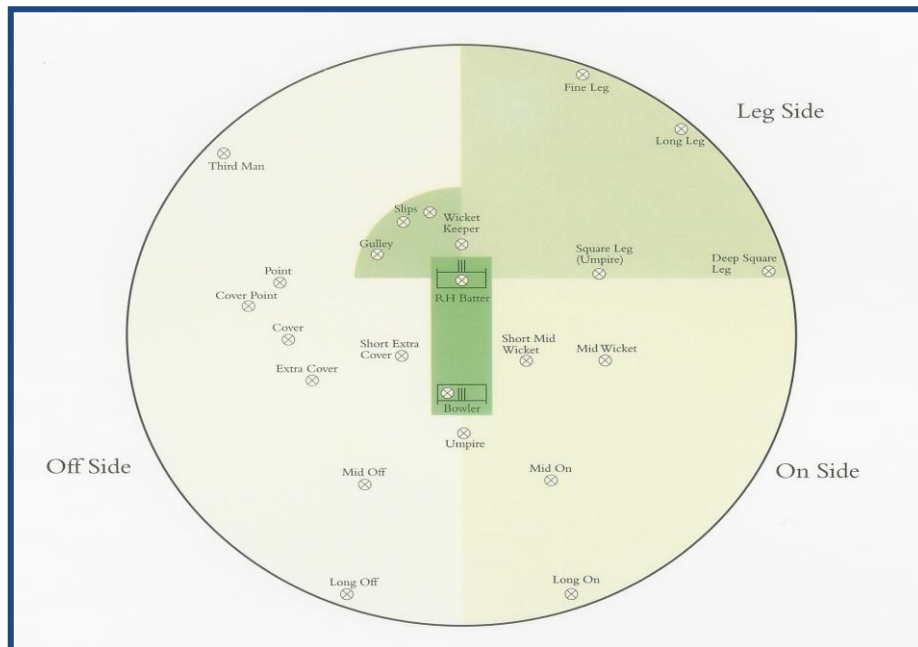 Fine Leg
Leg Side
Long Leg
Third Man
Slips
Wicket
Keeper
Gulley
Square Leg
(Umpire)
Deep Square
Leg
Point
RH Batter
Cover Point
Cover
Short Extra
Cover
Short Mid
Wicket
Mid Wicket
Extra Cover
Bowler
Umpire
Off Side
Mid Off
Mid On
On Side
Long Off
Long On